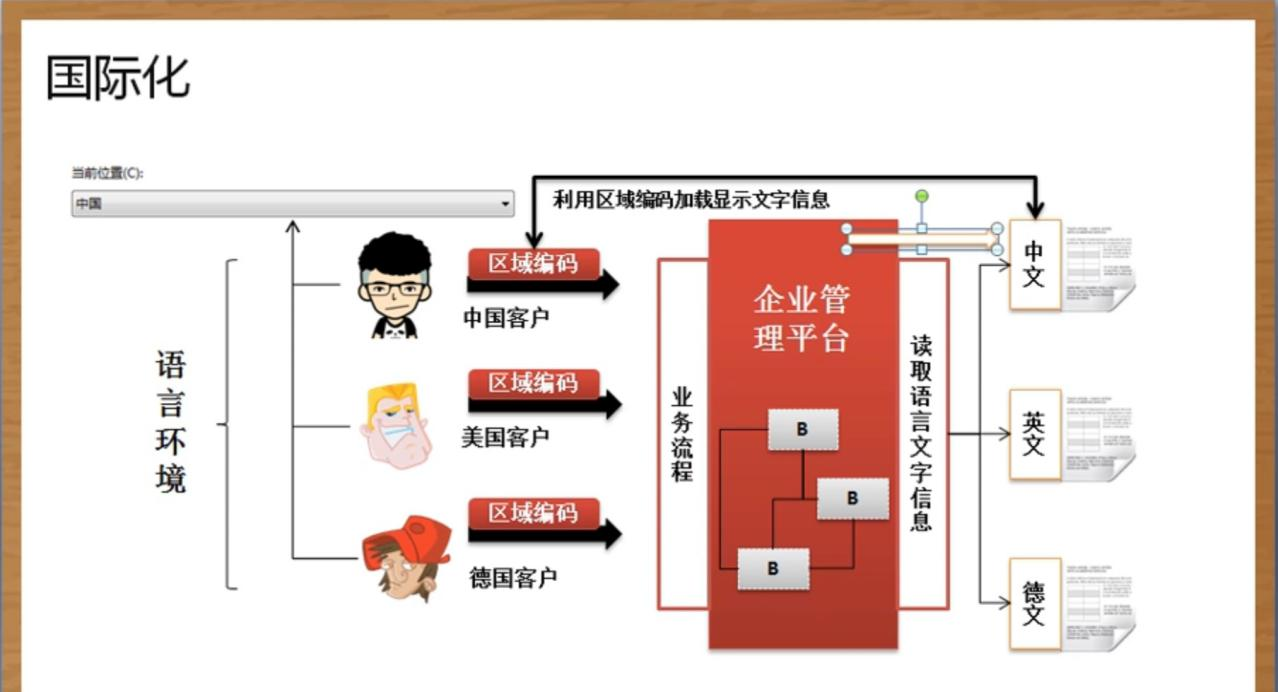 国际化
当前位置(C):
中国
利用区域编码加载显示文字信息
语言环境
区域编码
中国客户
区域编码
美国客户
区域编码
德国客户
业务流程
企业管
理平台
B
B
B
读取语言文字信息
中文
英文
德文